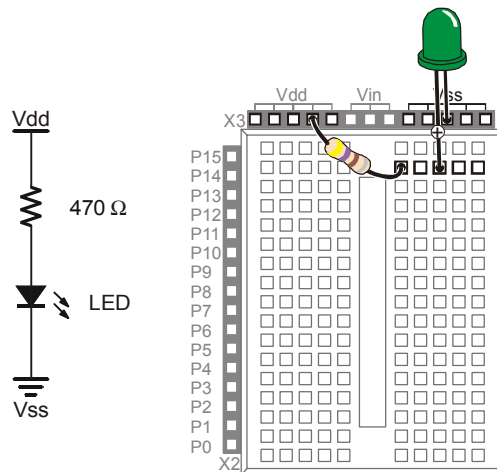 Vdd
470 Ω
LED
Vss
Vdd Vin Vss
X3
P15
P14
P13
P12
P11
P10
P9
P8
P7
P6
P5
P4
P3
P2
P1
P0
X2
+